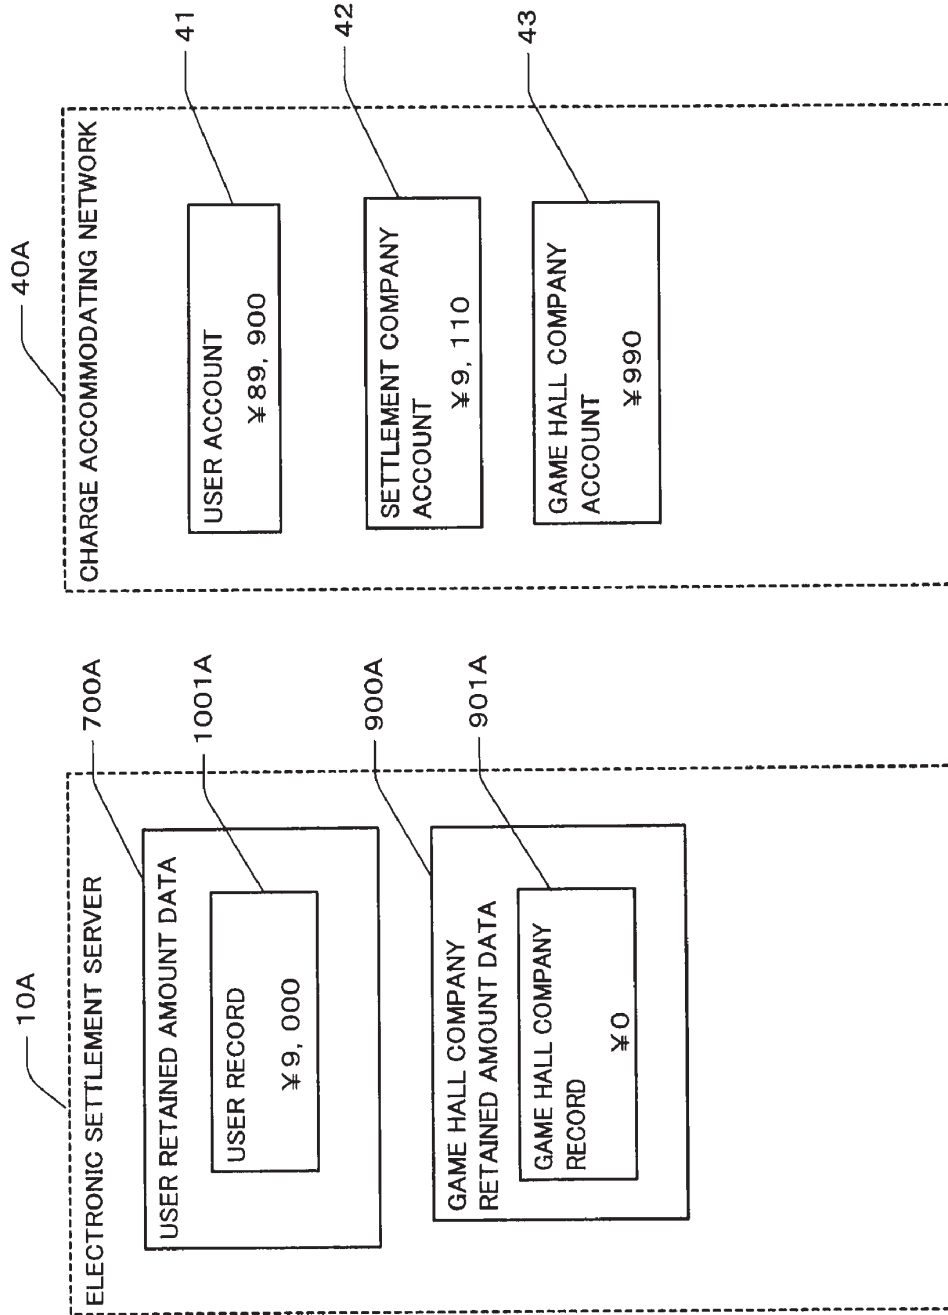 10A
ELECTRONIC SETTLEMENT SERVER
700A
USER RETAINED AMOUNT DATA
1001A
USER RECORD
¥9, 000
900A
GAME HALL COMPANY
RETAINED AMOUNT DATA
901A
GAME HALL COMPANY
RECORD
¥0
40A
CHARGE ACCOMMODATING NETWORK
41
USER ACCOUNT
¥89, 900
42
SETTLEMENT COMPANY
ACCOUNT
¥9, 110
43
GAME HALL COMPANY
ACCOUNT
¥990